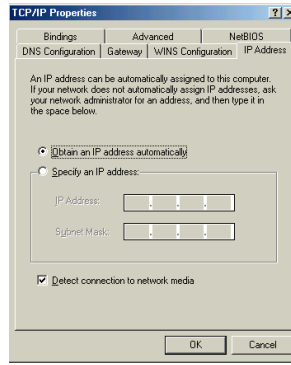 TCP/IP Properties
Bindings Advanced NetBIOS
DNS Configuration Gateway WINS Configuration IP Address
An IP address can be automatically assigned to this computer.
If your network does not automatically assign IP addresses, ask
your network administrator for an address, and then type it in
the space below.
Obtain an IP address automatically
Specify an IP address:
IP Address:
Subnet Mask:
Detect connection to network media
OK Cancel